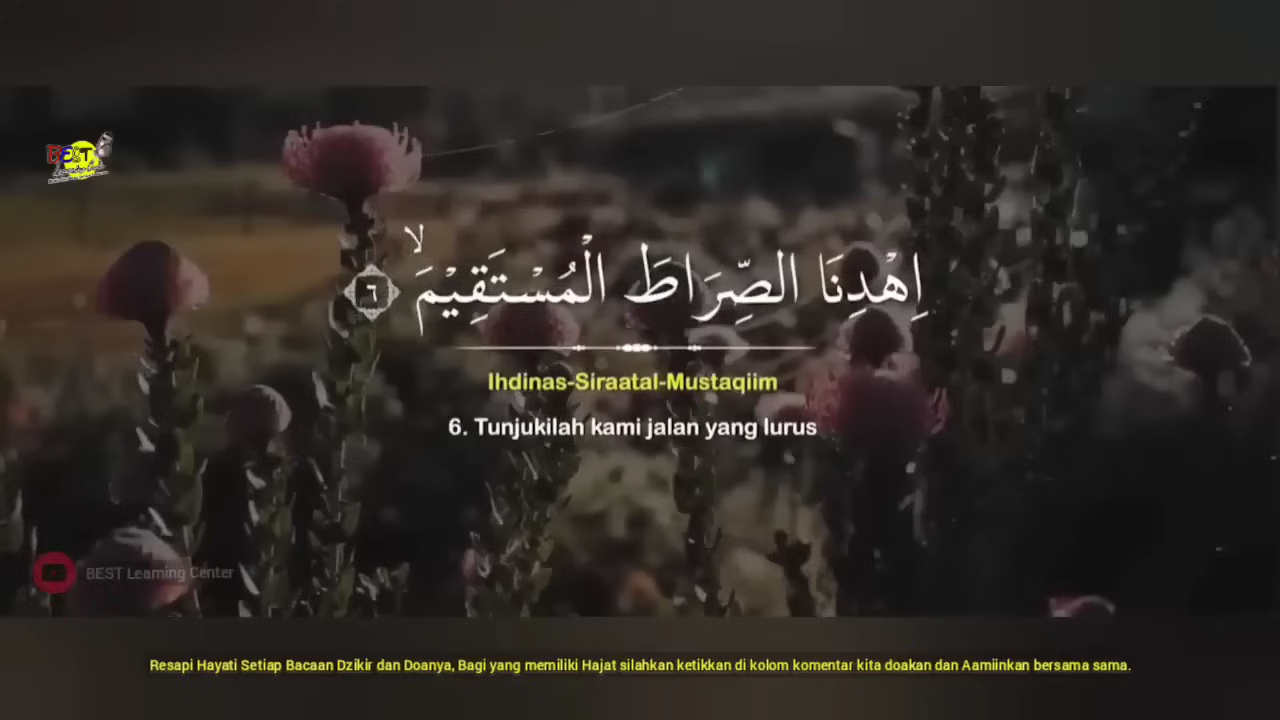 BEST
اِهْدِنَا الصِّرَاطَ الْمُسْتَقِيْمَ ۙ ٦
Ihdinas-Siraatal-Mustaqiim
6. Tunjukilah kami jalan yang lurus
BEST Learning Center
Resapi Hayati Setiap Bacaan Dzikir dan Doanya, Bagi yang memiliki Hajat silahkan ketikkan di kolom komentar kita doakan dan Aamiinkan bersama sama.